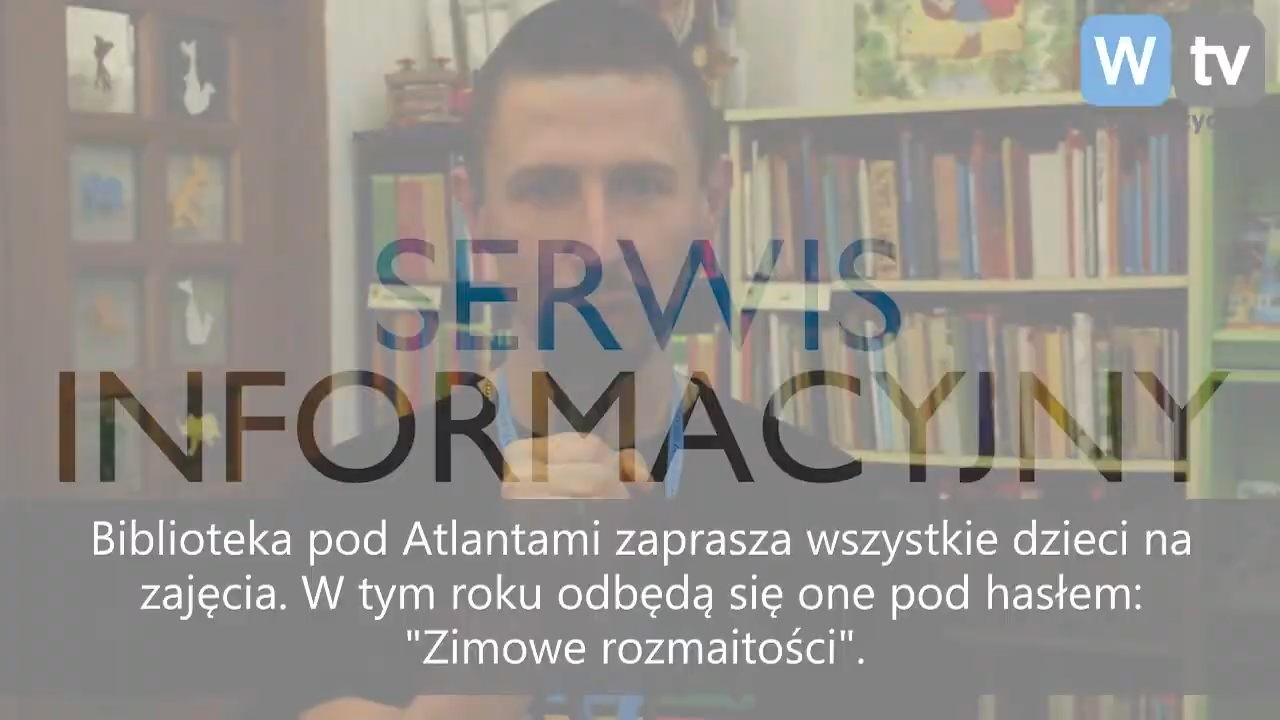 W tv
SERWIS
INFORMACYJNY
Biblioteka pod Atlantami zaprasza wszystkie dzieci na
zajęcia. W tym roku odbędą się one pod hasłem:
"Zimowe rozmaitości".